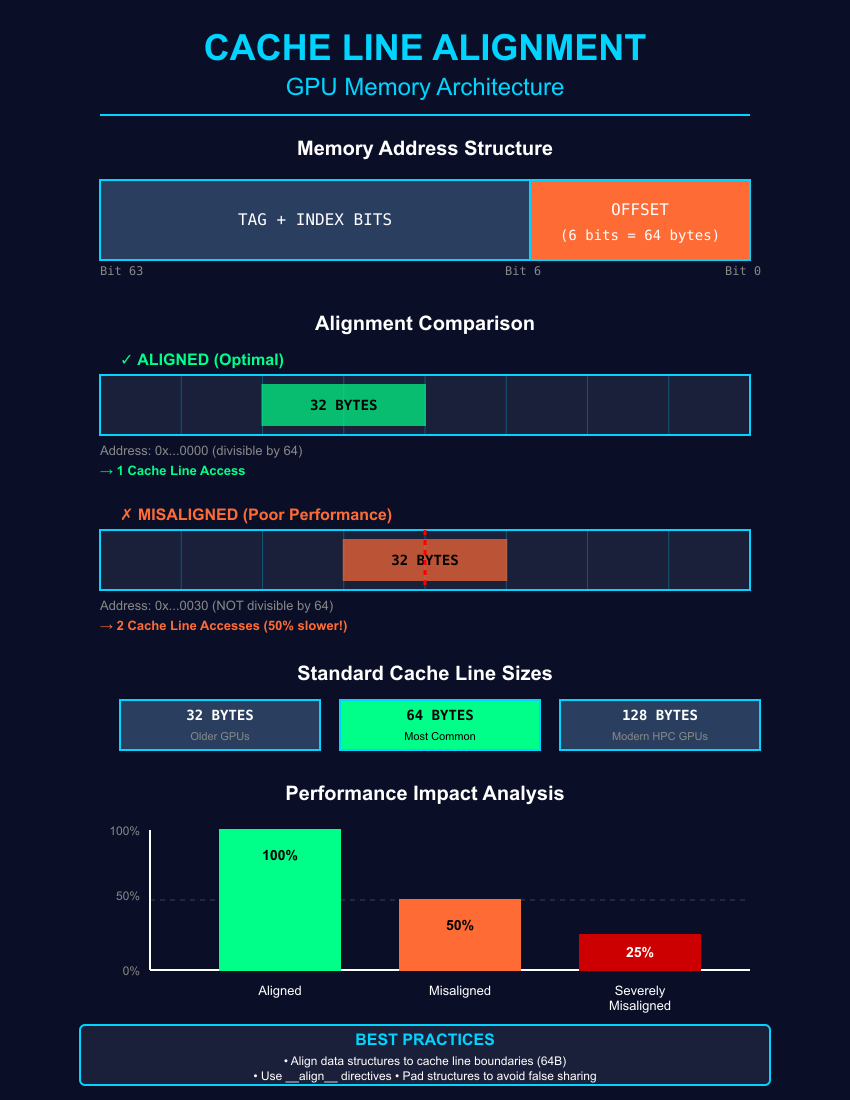 CACHE LINE ALIGNMENT
GPU Memory Architecture
Memory Address Structure
TAG + INDEX BITS
OFFSET
(6 bits = 64 bytes)
Bit 63
Bit 6
Bit 0
Alignment Comparison
✓ ALIGNED (Optimal)
32 BYTES
Address: 0x...0000 (divisible by 64)
→ 1 Cache Line Access
✗ MISALIGNED (Poor Performance)
32 BYTES
Address: 0x...0030 (NOT divisible by 64)
→ 2 Cache Line Accesses (50% slower!)
Standard Cache Line Sizes
32 BYTES
Older GPUs
64 BYTES
Most Common
128 BYTES
Modern HPC GPUs
Performance Impact Analysis
100%
50%
0%
100%
50%
25%
Aligned
Misaligned
Severely
Misaligned
BEST PRACTICES
• Align data structures to cache line boundaries (64B)
• Use __align__ directives • Pad structures to avoid false sharing